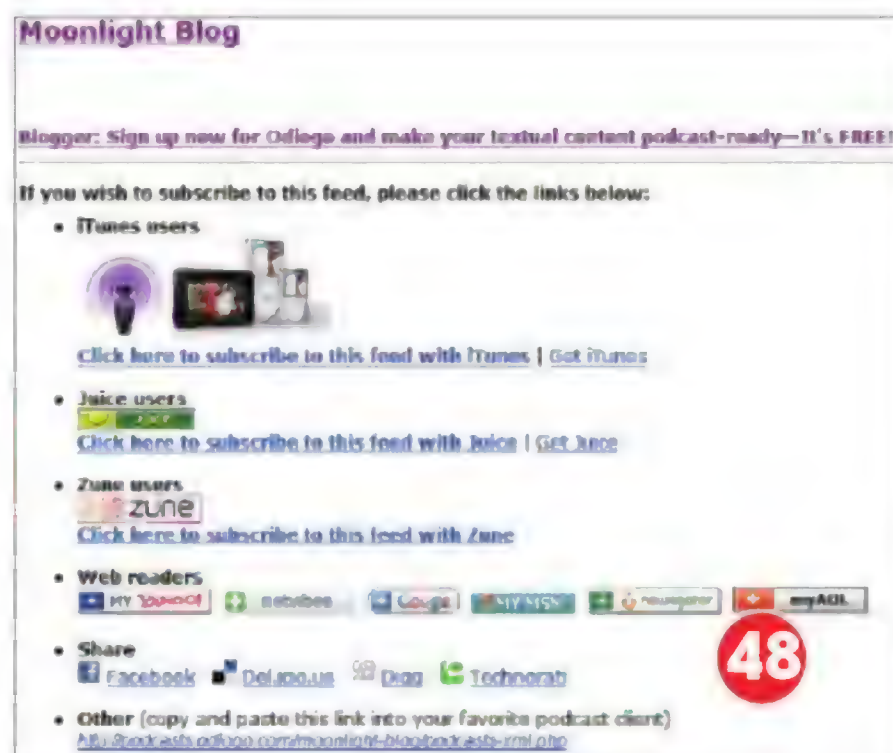 Moonlight Blog
Blogger: Sign up now for Odiogo and make your textual content podcast-ready—It's FREE!
If you wish to subscribe to this feed, please click the links below:
• iTunes users
Click here to subscribe to this feed with iTunes | Get iTunes
• Juice users
Click here to subscribe to this feed with Juice | Get Juice
• Zune users
zune
Click here to subscribe to this feed with Zune
• Web readers
MY YAHOO! netvibes Google MY MSN newsgator myAOL
• Share
Facebook Del.icio.us Digg Technorati
48
• Other (copy and paste this link into your favorite podcast client)